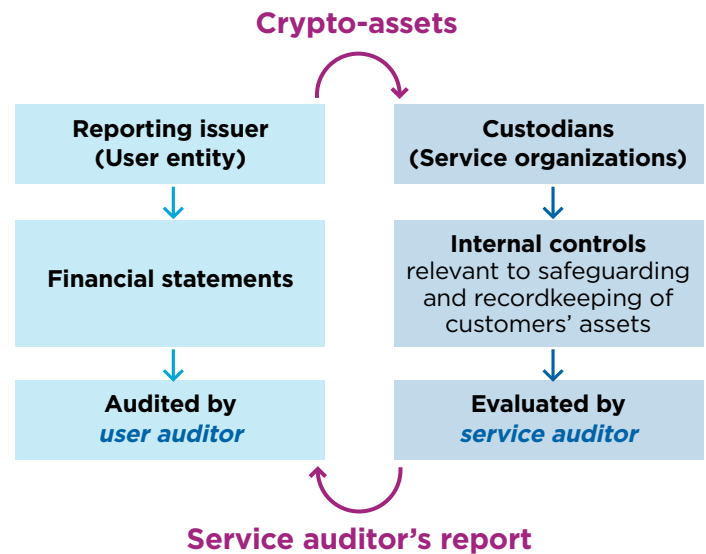 Crypto-assets
Reporting issuer
(User entity)
Custodians
(Service organizations)
Financial statements
Internal controls
relevant to safeguarding
and recordkeeping of
customers’ assets
Audited by
user auditor
Evaluated by
service auditor
Service auditor’s report